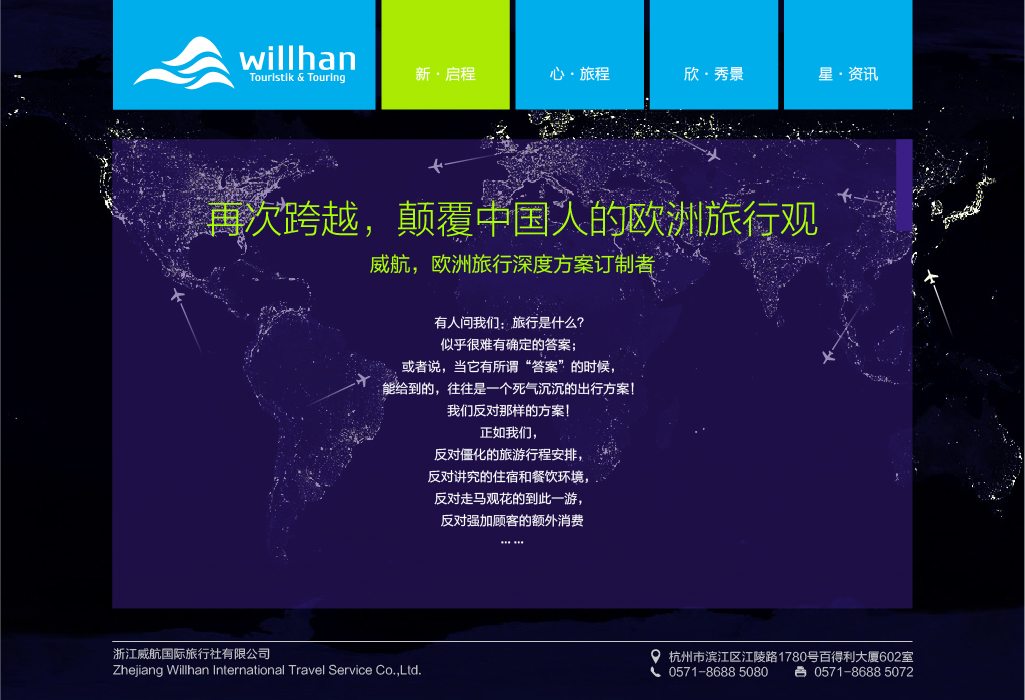 willhan
Touristik & Touring
新·启程
心·旅程
欣·秀景
星·资讯
再次跨越，颠覆中国人的欧洲旅行观
威航，欧洲旅行深度方案订制者
有人问我们：旅行是什么？
似乎很难有确定的答案；
或者说，当它有所谓“答案”的时候，
能给到的，往往是一个死气沉沉的出行方案！
我们反对那样的方案！
正如我们，
反对僵化的旅游行程安排，
反对讲究的住宿和餐饮环境，
反对走马观花的到此一游，
反对强加顾客的额外消费
... ...
浙江威航国际旅行社有限公司
Zhejiang Willhan International Travel Service Co.,Ltd.
杭州市滨江区江陵路1780号百得利大厦602室
0571-8688 5080 0571-8688 5072